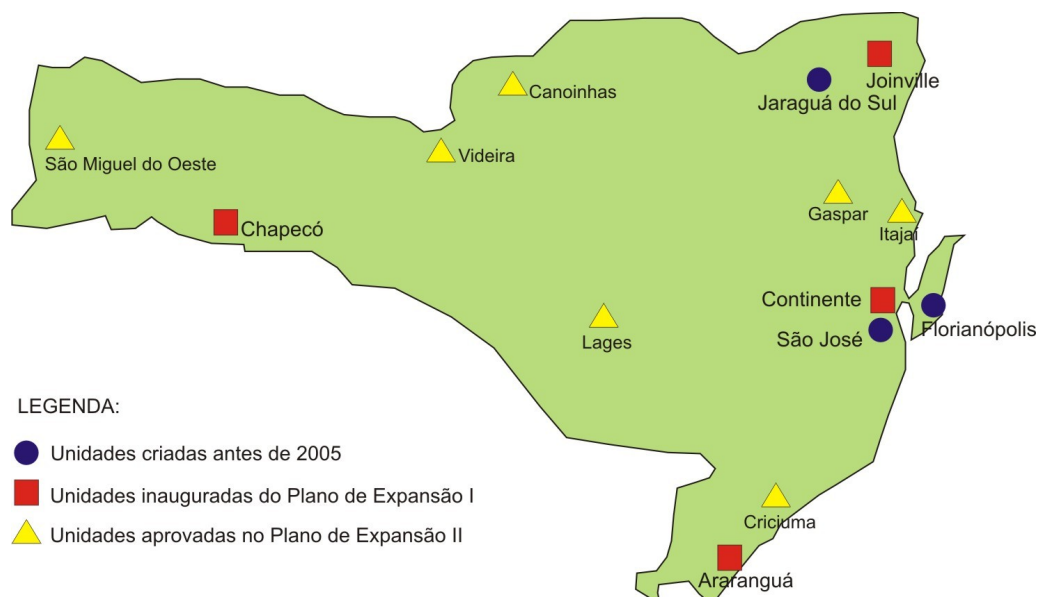 Joinville
Jaraguá do Sul
Canoinhas
Videira
São Miguel do Oeste
Chapecó
Gaspar
Itajaí
Continente
Florianópolis
São José
Lages
LEGENDA:
Unidades criadas antes de 2005
Unidades inauguradas do Plano de Expansão I
Unidades aprovadas no Plano de Expansão II
Criciuma
Araranguá